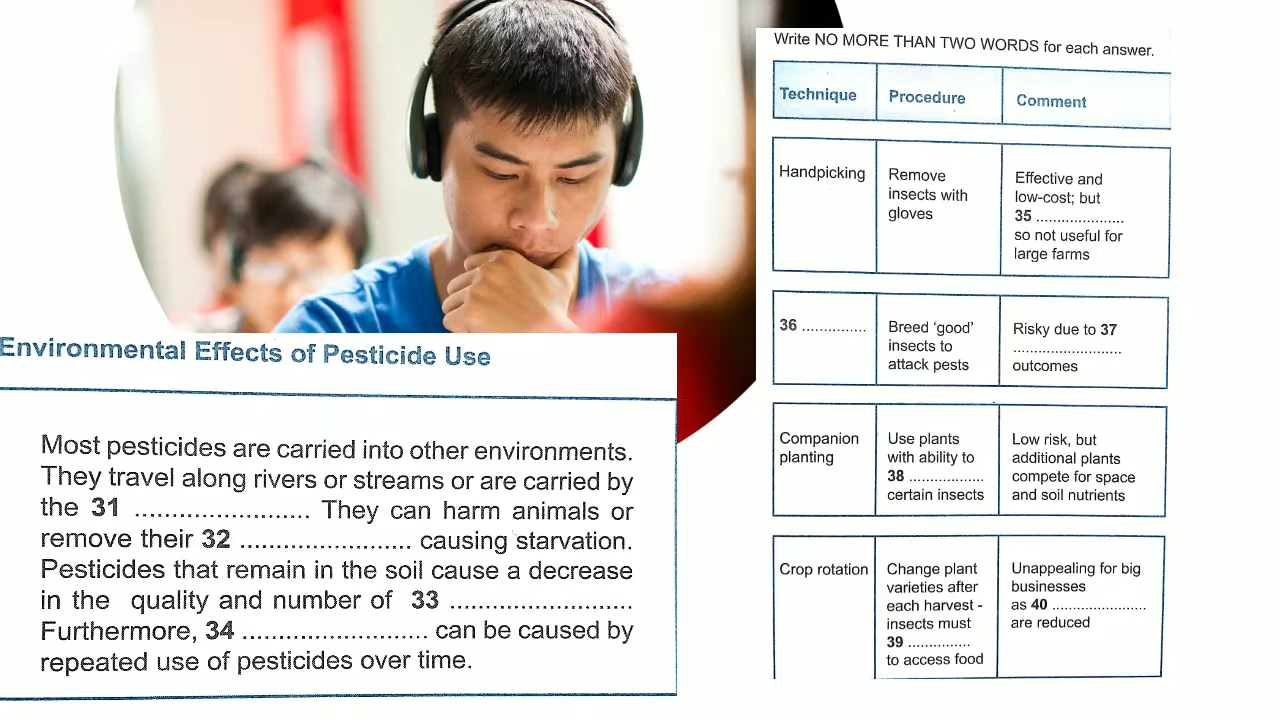 Environmental Effects of Pesticide Use
Most pesticides are carried into other environments.
They travel along rivers or streams or are carried by
the 31 ........................ They can harm animals or
remove their 32 ........................ causing starvation.
Pesticides that remain in the soil cause a decrease
in the quality and number of 33 .........................
Furthermore, 34 ......................... can be caused by
repeated use of pesticides over time.
Write NO MORE THAN TWO WORDS for each answer.
Technique
Procedure
Comment
Handpicking
Remove
insects with
gloves
Effective and
low-cost; but
35 .....................
so not useful for
large farms
36 ...............
Breed ‘good’
insects to
attack pests
Risky due to 37
..........................
outcomes
Companion
planting
Use plants
with ability to
38 ..................
certain insects
Low risk, but
additional plants
compete for space
and soil nutrients
Crop rotation
Change plant
varieties after
each harvest -
insects must
39 ...............
to access food
Unappealing for big
businesses
as 40 .......................
are reduced